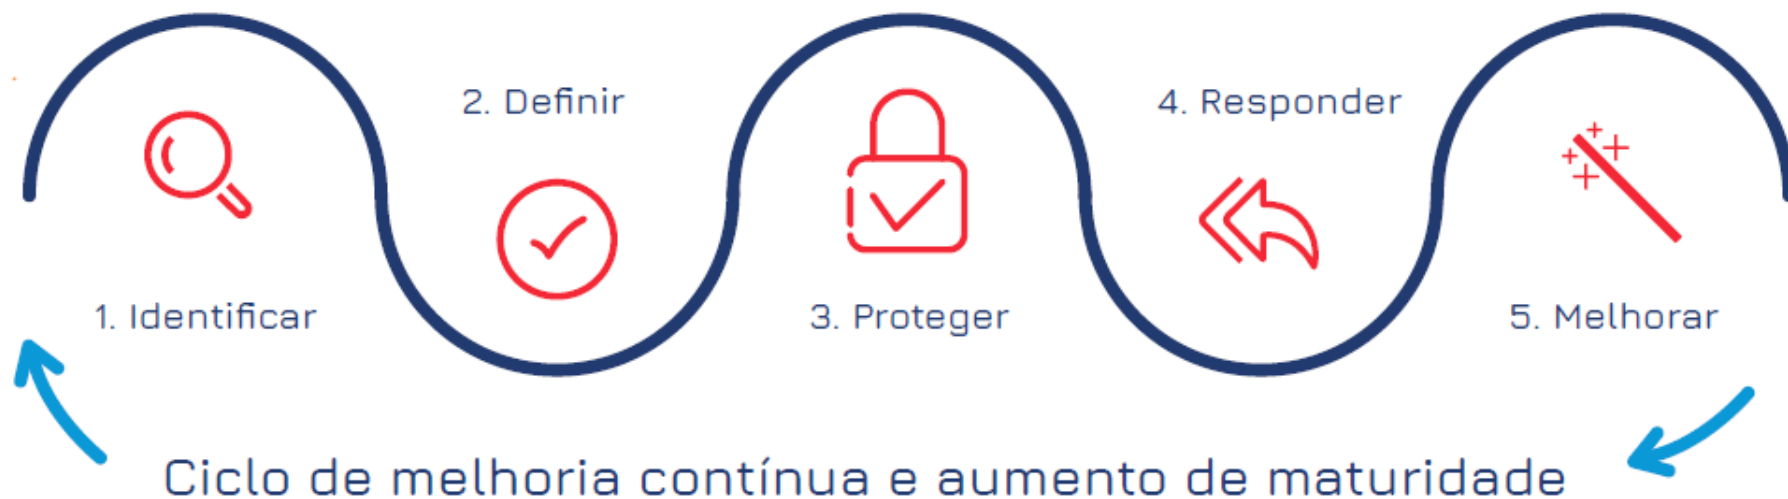 1. Identificar
2. Definir
3. Proteger
4. Responder
5. Melhorar
Ciclo de melhoria contínua e aumento de maturidade